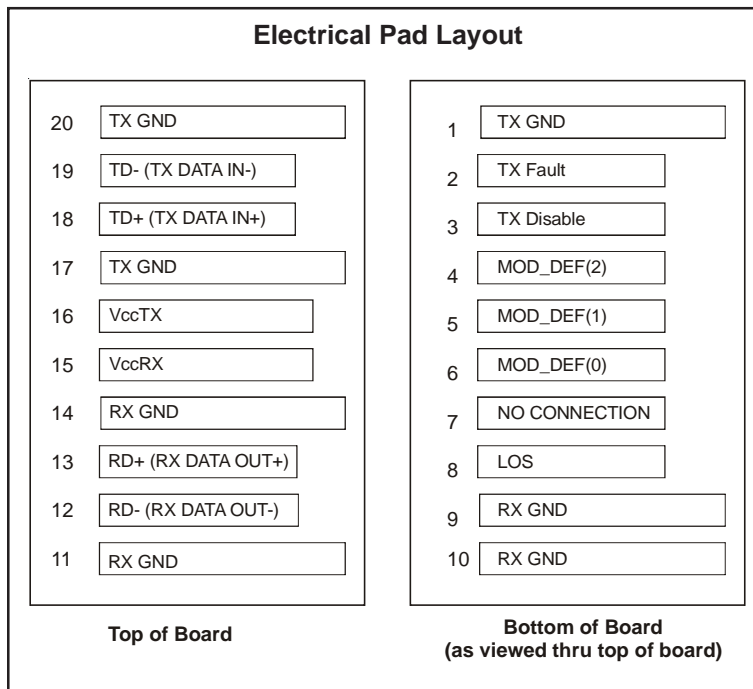 Electrical Pad Layout
20 TX GND
19 TD- (TX DATA IN-)
18 TD+ (TX DATA IN+)
17 TX GND
16 VccTX
15 VccRX
14 RX GND
13 RD+ (RX DATA OUT+)
12 RD- (RX DATA OUT-)
11 RX GND
Top of Board
1 TX GND
2 TX Fault
3 TX Disable
4 MOD_DEF(2)
5 MOD_DEF(1)
6 MOD_DEF(0)
7 NO CONNECTION
8 LOS
9 RX GND
10 RX GND
Bottom of Board
(as viewed thru top of board)